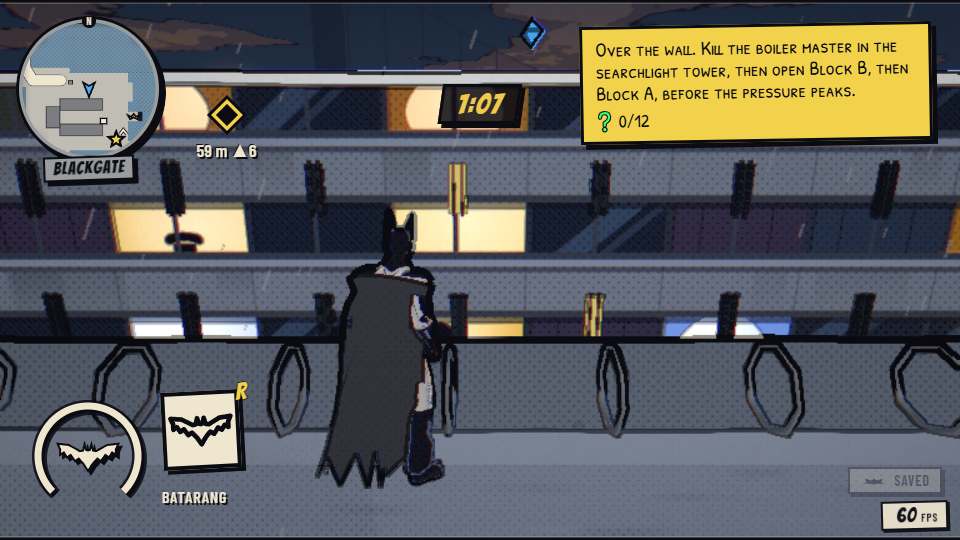 N
OVER THE WALL. KILL THE BOILER MASTER IN THE
SEARCHLIGHT TOWER, THEN OPEN BLOCK B, THEN
BLOCK A, BEFORE THE PRESSURE PEAKS.
? 0/12
1:07
59 m ▲6
BLACKGATE
R
BATARANG
SAVED
60 FPS